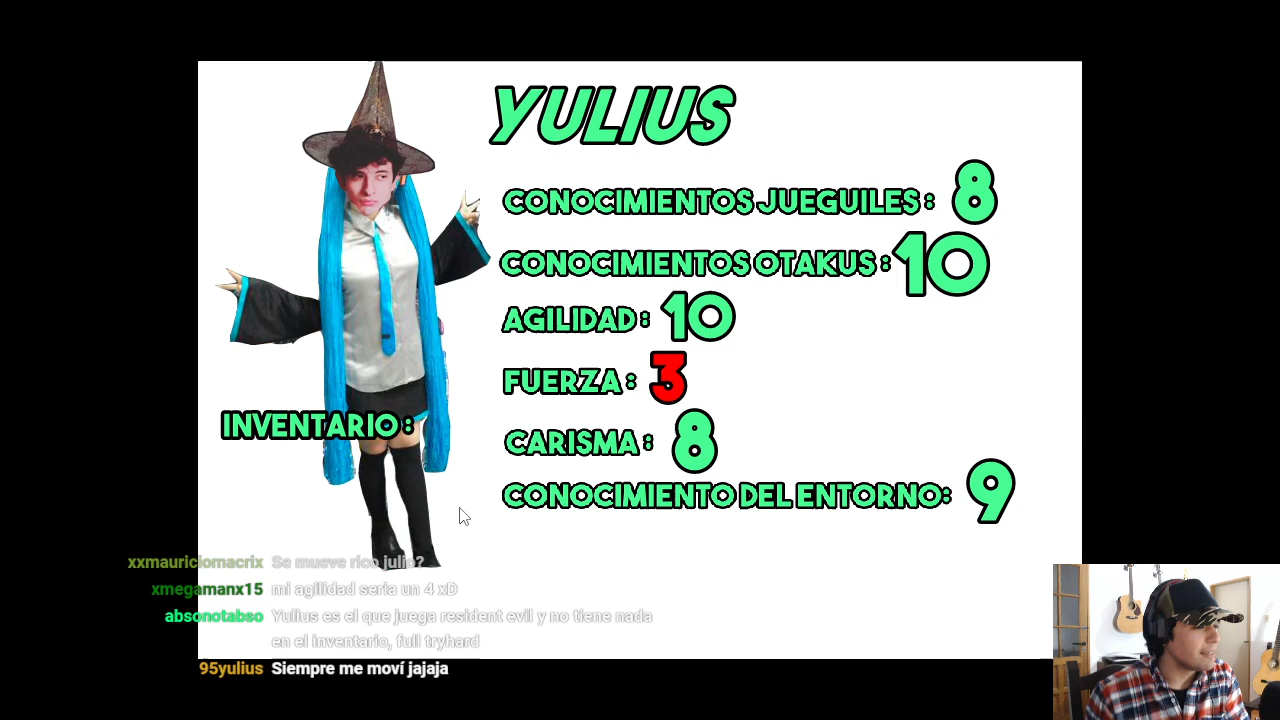 YULIUS
CONOCIMIENTOS JUEGUILES : 8
CONOCIMIENTOS OTAKUS : 10
AGILIDAD : 10
FUERZA : 3
INVENTARIO :
CARISMA : 8
CONOCIMIENTO DEL ENTORNO: 9
xxmauriciomacrix Se mueve rico julio?
xmegamanx15 mi agilidad seria un 4 xD
absonotabso Yulius es el que juega resident evil y no tiene nada
en el inventario, full tryhard
95yulius Siempre me moví jajaja